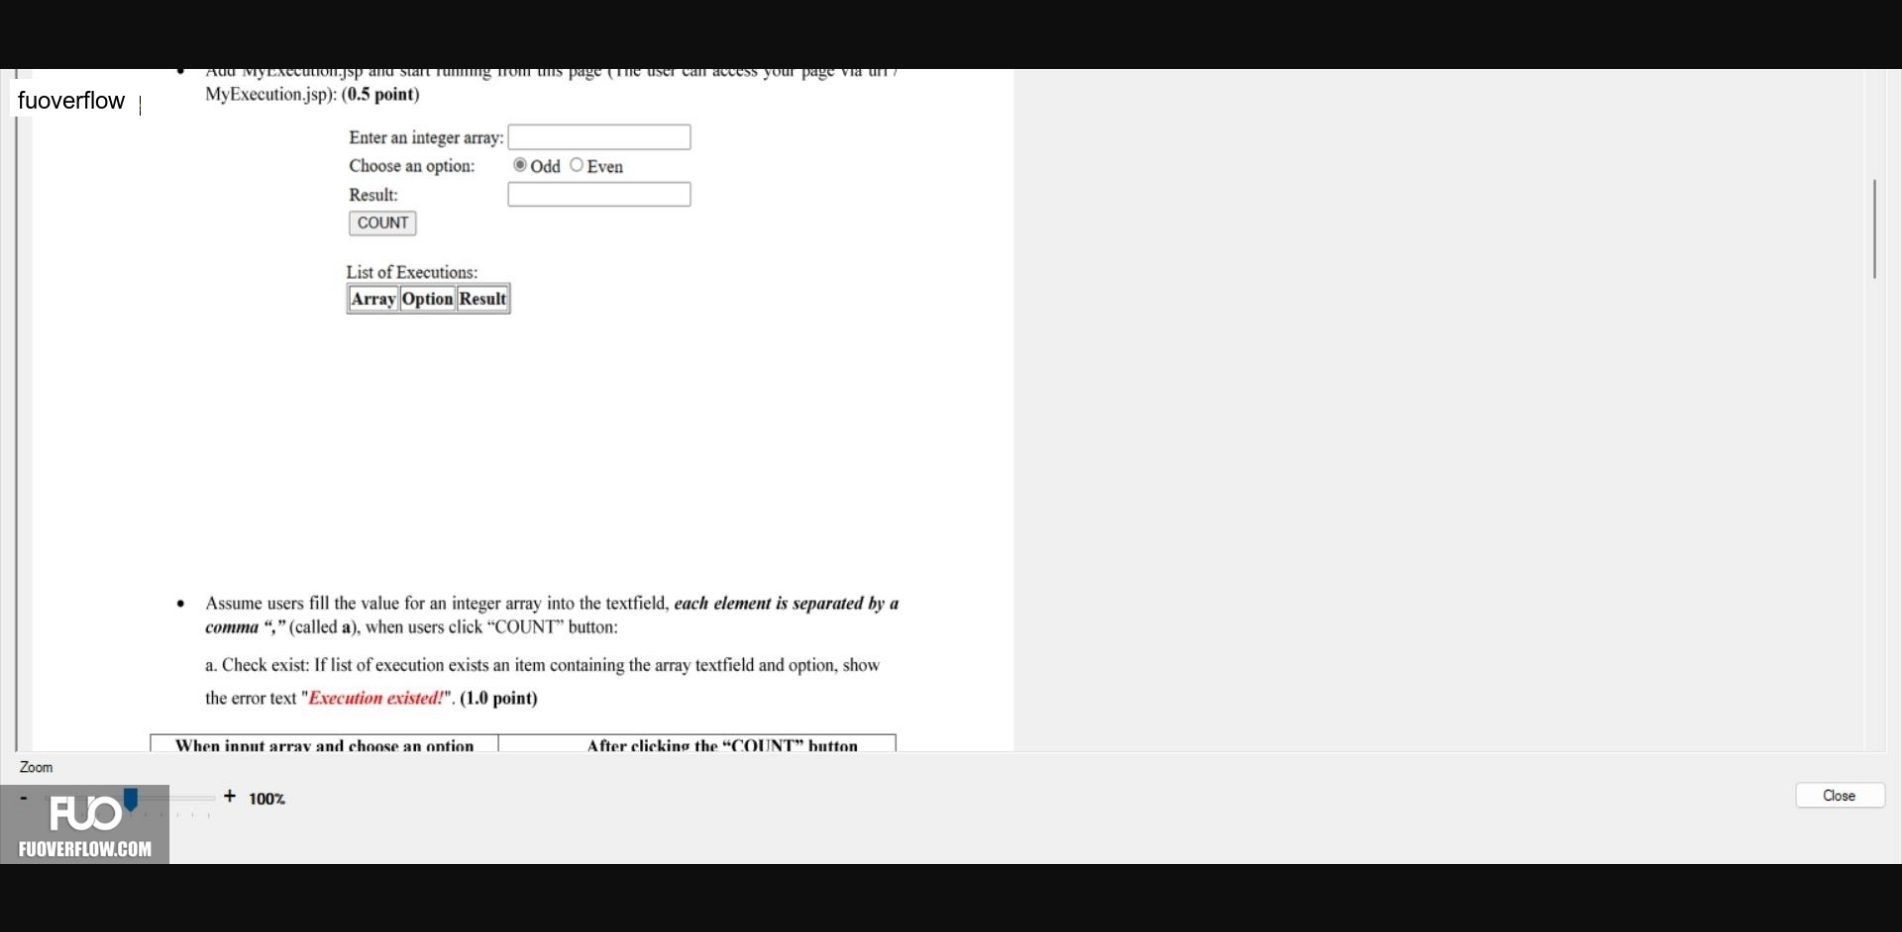 Add MyExecution.jsp and start running from this page (The user can access your page via url /
MyExecution.jsp): (0.5 point)
fuoverflow
Enter an integer array:
Choose an option: Odd Even
Result:
COUNT
List of Executions:
Array Option Result
• Assume users fill the value for an integer array into the textfield, each element is separated by a
comma “,” (called a), when users click “COUNT” button:
a. Check exist: If list of execution exists an item containing the array textfield and option, show
the error text "Execution existed!". (1.0 point)
When input array and choose an option After clicking the “COUNT” button
Zoom
- + 100%
Close
FUO
FUOVERFLOW.COM